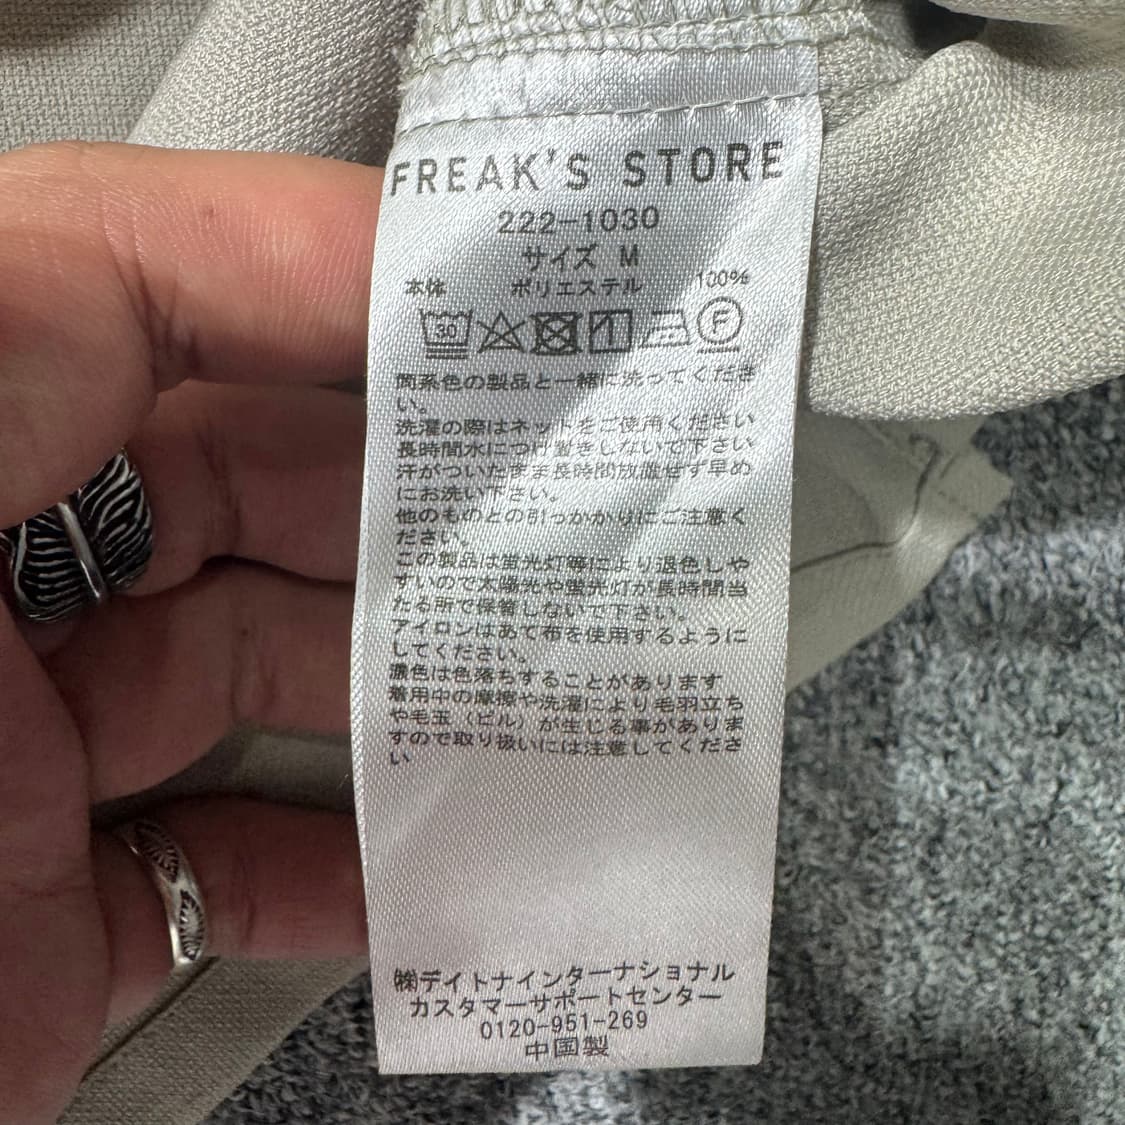 FREAK'S STORE
222-1030
サイズ M
本体 ポリエステル 100%
30
F
同系色の製品と一緒に洗ってくださ
い。
洗濯の際はネットをご使用ください
長時間水につけ置きしないで下さい
汗がついたまま長時間放置せず早め
にお洗い下さい。
他のものとの引っかかりにご注意く
ださい。
この製品は蛍光灯等により退色しや
すいので太陽光や蛍光灯が長時間当
たる所で保管しないで下さい。
アイロンはあて布を使用するように
してください。
濃色は色落ちすることがあります
着用中の摩擦や洗濯により毛羽立ち
や毛玉（ピル）が生じる事がありま
すので取り扱いには注意してくださ
い
㈱デイトナインターナショナル
カスタマーサポートセンター
0120-951-269
中国製